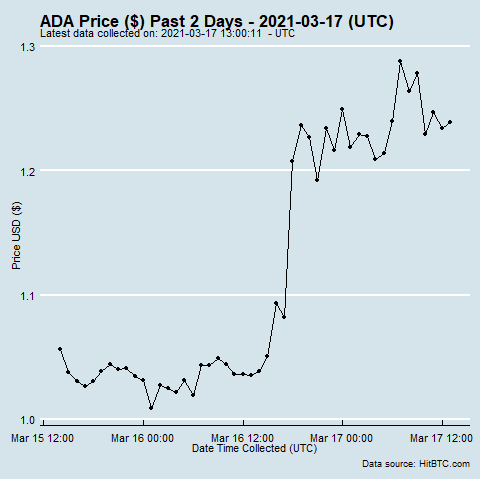 ADA Price ($) Past 2 Days - 2021-03-17 (UTC)
Latest data collected on: 2021-03-17 13:00:11 - UTC
1.3
1.2
1.1
1.0
Price USD ($)
Mar 15 12:00 Mar 16 00:00 Mar 16 12:00 Mar 17 00:00 Mar 17 12:00
Date Time Collected (UTC)
Data source: HitBTC.com